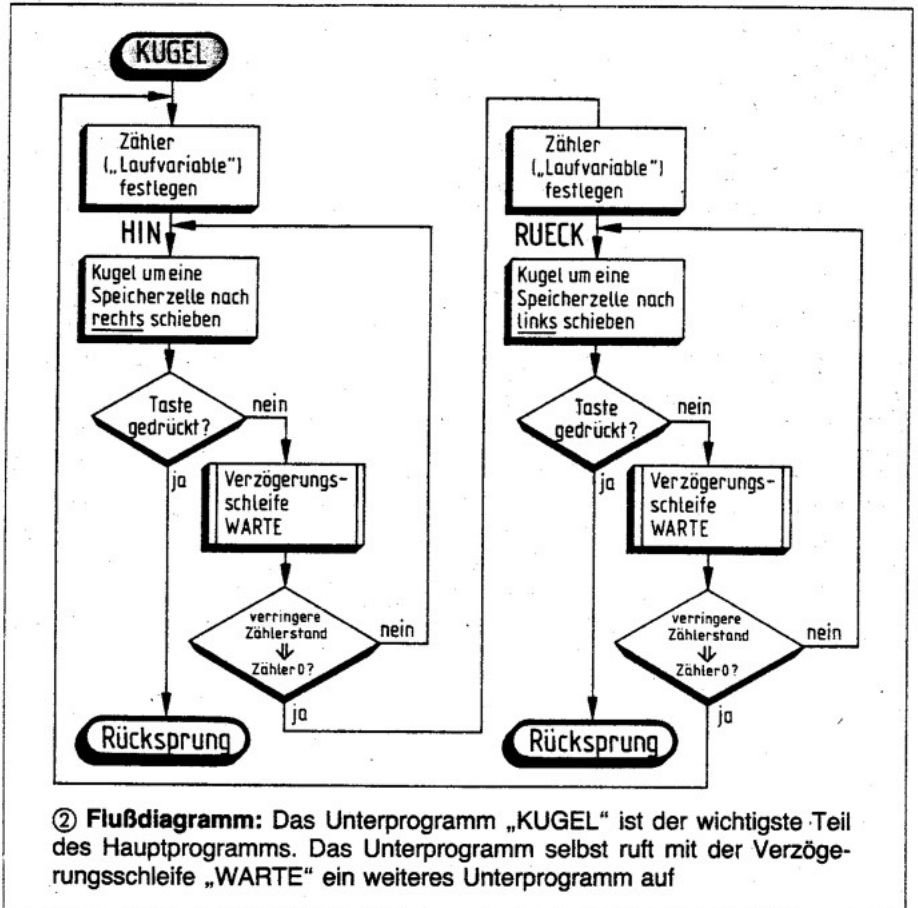 KUGEL
Zähler
(„Laufvariable")
festlegen
HIN
Kugel um eine
Speicherzelle nach
rechts schieben
Taste
gedrückt?
nein
ja
Verzögerungs-
schleife
WARTE
verringere
Zählerstand
⇓
Zähler 0?
nein
ja
Rücksprung
Zähler
(„Laufvariable")
festlegen
RUECK
Kugel um eine
Speicherzelle nach
links schieben
Taste
gedrückt?
nein
ja
Verzögerungs-
schleife
WARTE
verringere
Zählerstand
⇓
Zähler 0?
nein
ja
Rücksprung
② Flußdiagramm: Das Unterprogramm „KUGEL“ ist der wichtigste Teil
des Hauptprogramms. Das Unterprogramm selbst ruft mit der Verzöge-
rungsschleife „WARTE“ ein weiteres Unterprogramm auf